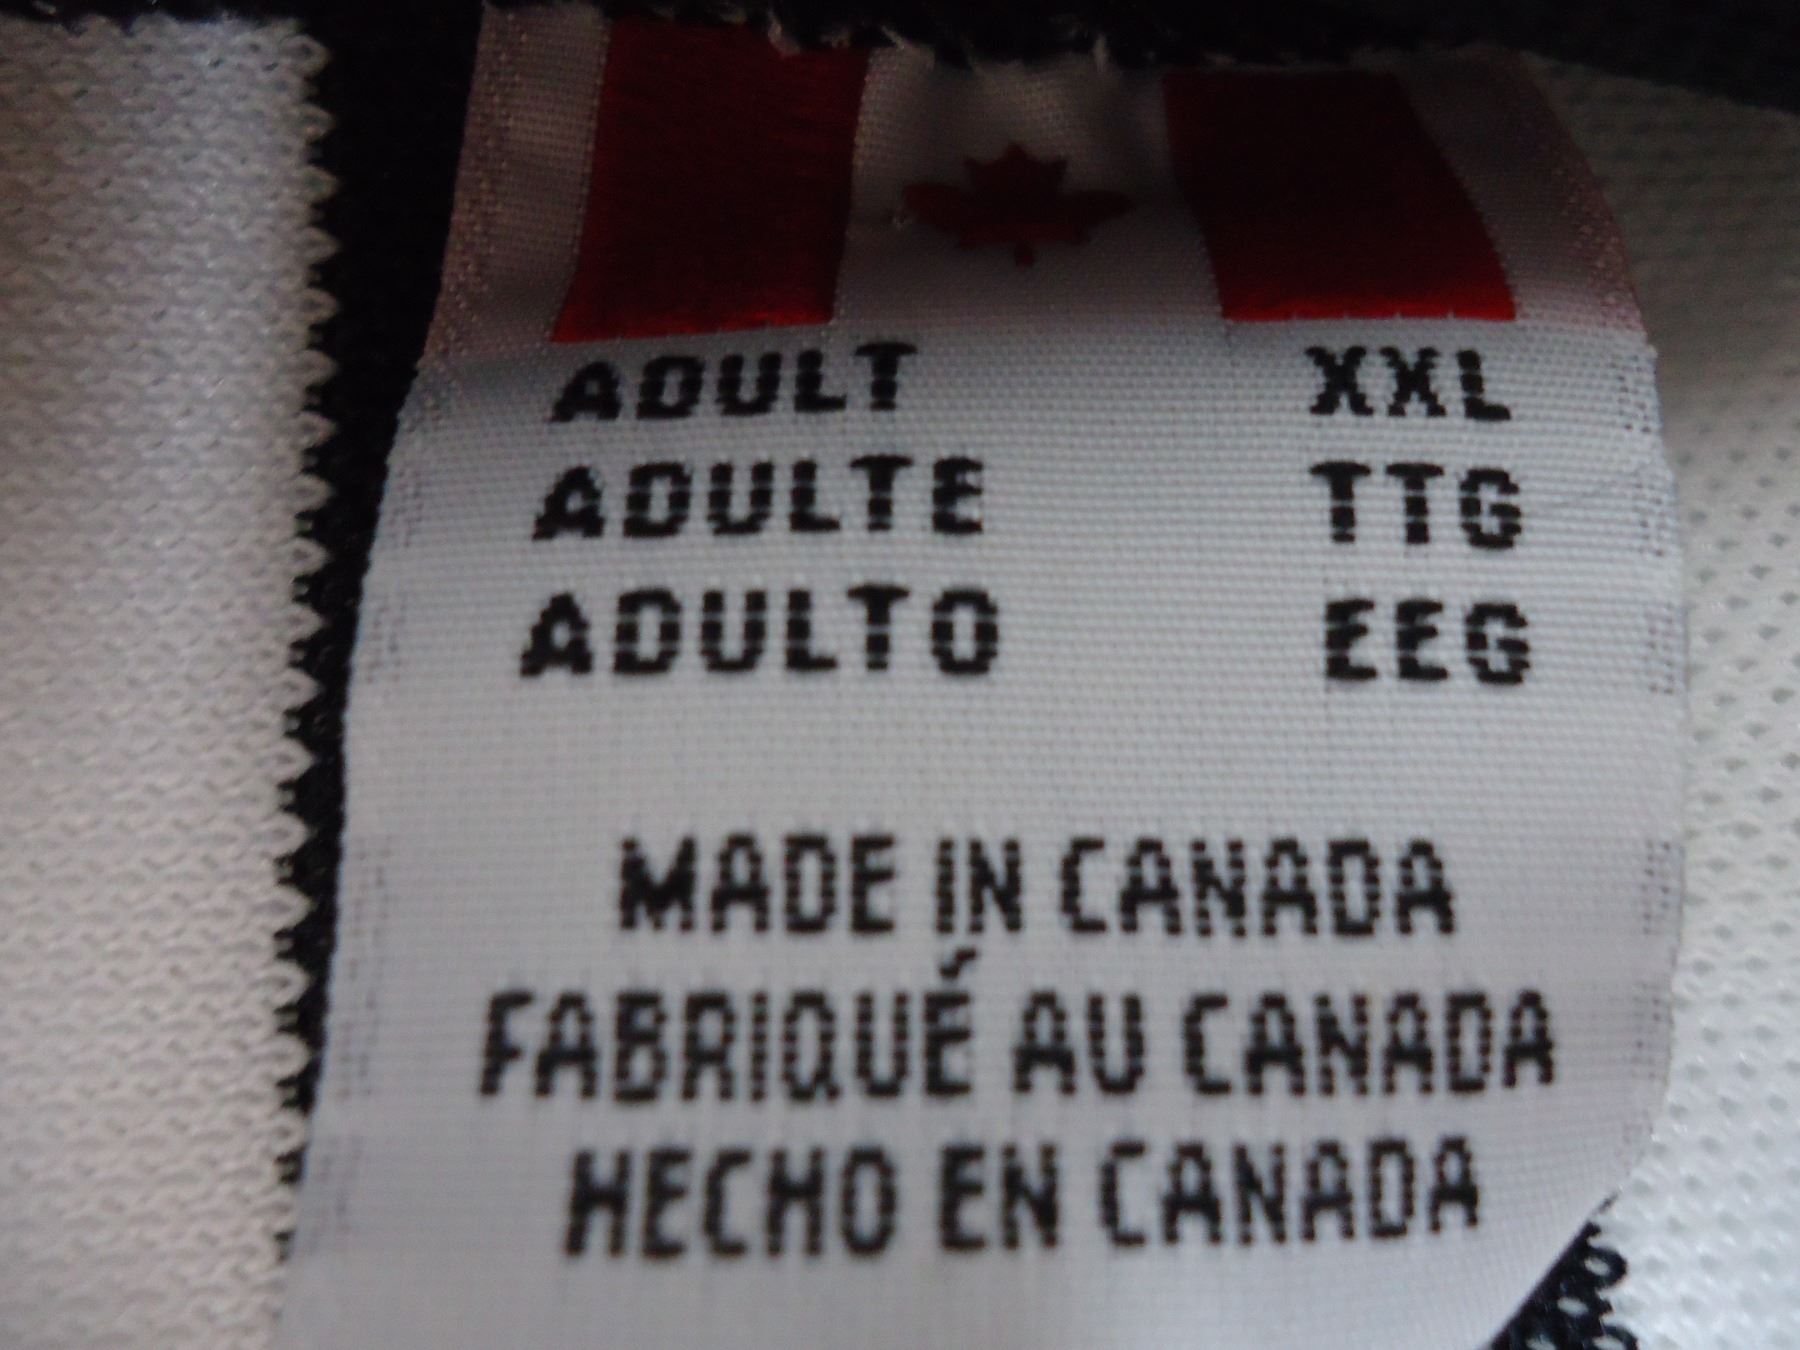 ADULT XXL
ADULTE TTG
ADULTO EEG
MADE IN CANADA
FABRIQUÉ AU CANADA
HECHO EN CANADA